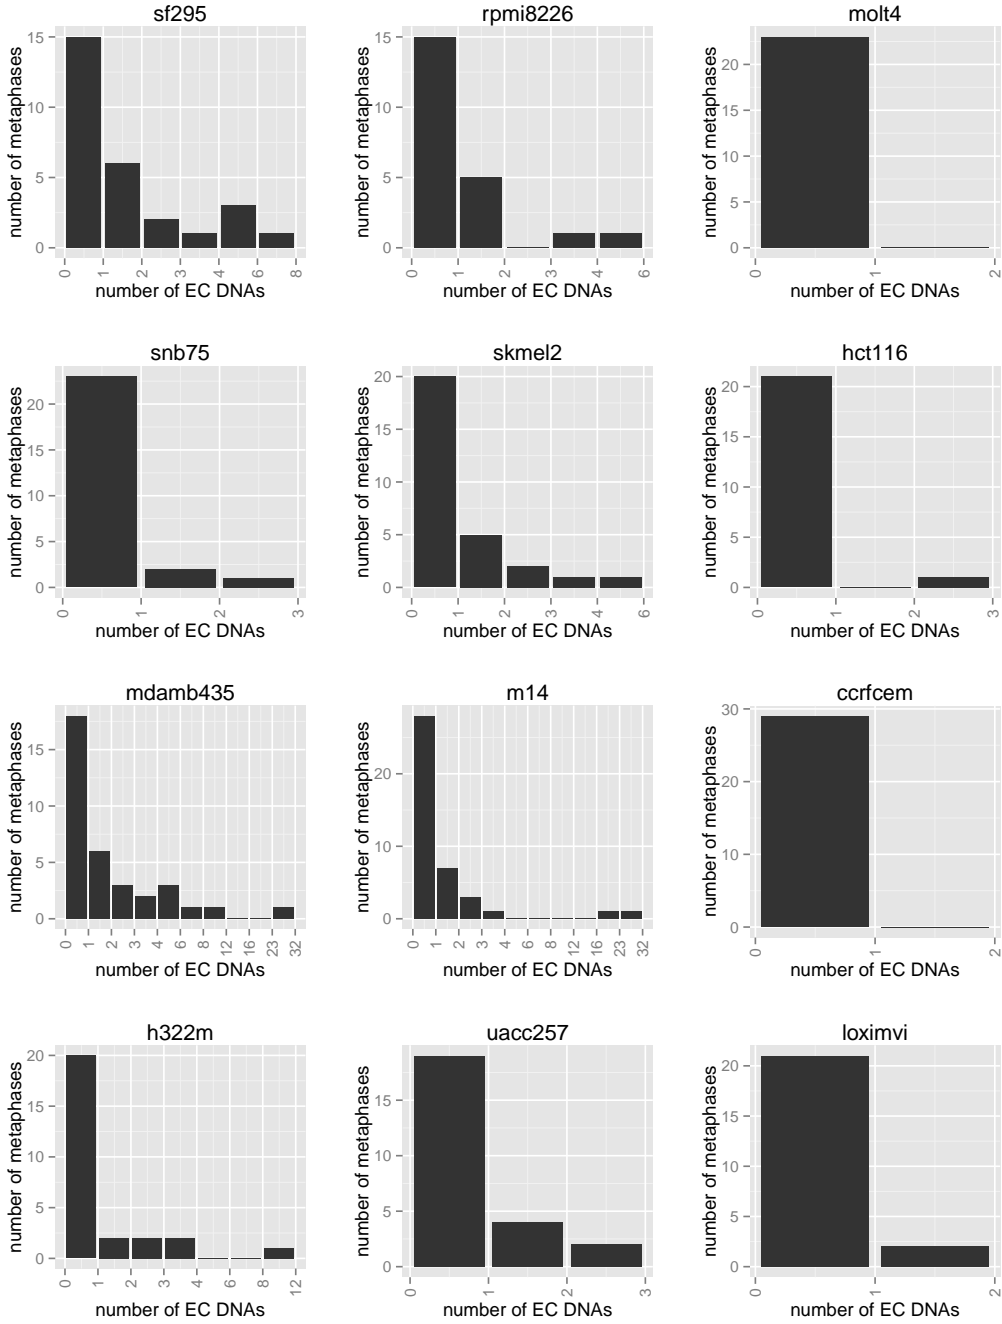 sf295
number of metaphases
15
10
5
0
0 1 2 3 4 6 8
number of EC DNAs
rpmi8226
number of metaphases
15
10
5
0
0 1 2 3 4 6
number of EC DNAs
molt4
number of metaphases
20
15
10
5
0
0 1 2
number of EC DNAs
snb75
number of metaphases
20
15
10
5
0
0 1 2 3
number of EC DNAs
skmel2
number of metaphases
20
15
10
5
0
0 1 2 3 4 6
number of EC DNAs
hct116
number of metaphases
20
15
10
5
0
0 1 2 3
number of EC DNAs
mdamb435
number of metaphases
15
10
5
0
0 1 2 3 4 6 8 12 16 23 32
number of EC DNAs
m14
number of metaphases
20
10
0
0 1 2 3 4 6 8 12 16 23 32
number of EC DNAs
ccrfcem
number of metaphases
30
20
10
0
0 1 2
number of EC DNAs
h322m
number of metaphases
20
15
10
5
0
0 1 2 3 4 6 8 12
number of EC DNAs
uacc257
number of metaphases
15
10
5
0
0 1 2 3
number of EC DNAs
loximvi
number of metaphases
20
15
10
5
0
0 1 2
number of EC DNAs